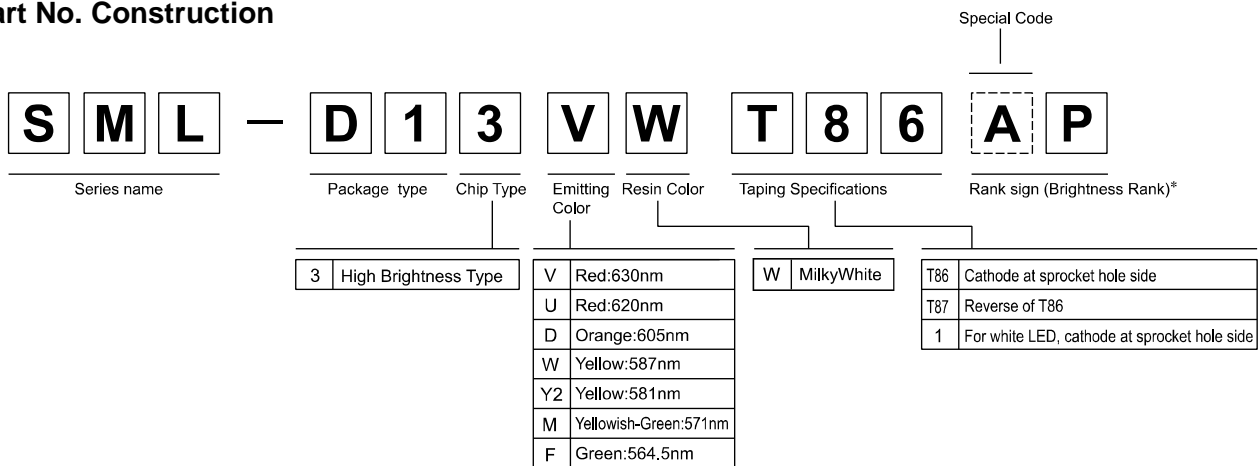 art No. Construction
Special Code
S M L — D 1 3 V W T 8 6 A P
Series name Package type Chip Type Emitting Color Resin Color Taping Specifications Rank sign (Brightness Rank)*
3 High Brightness Type
V Red:630nm
U Red:620nm
D Orange:605nm
W Yellow:587nm
Y2 Yellow:581nm
M Yellowish-Green:571nm
F Green:564.5nm
W MilkyWhite
T86 Cathode at sprocket hole side
T87 Reverse of T86
1 For white LED, cathode at sprocket hole side